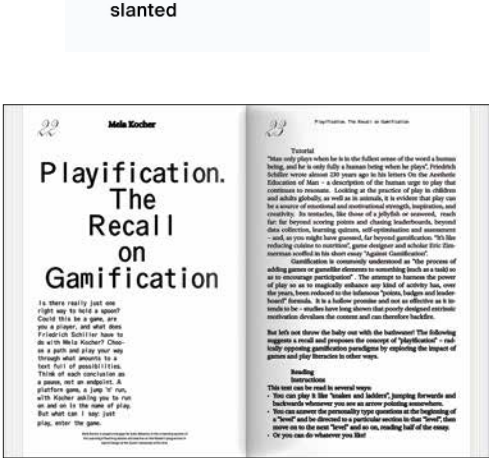 slanted
22
Mela Kocher
Playification.
The
Recall
on
Gamification
Is there really just one
right way to hold a spoon?
Could this be a game, are
you a player, and what does
Friedrich Schiller have to
do with Mela Kocher? Choo-
se a path and play your way
through what amounts to a
text full of possibilities.
Think of each conclusion as
a pause, not an endpoint. A
platform game, a jump 'n' run,
with Kocher asking you to run
on and on in the name of play.
But what can I say: just
play, enter the game.
23
Playification. The Recall on Gamification
Tutorial
"Man only plays when he is in the fullest sense of the word a human
being, and he is only fully a human being when he plays". Friedrich
Schiller wrote almost 230 years ago in his letters On the Aesthetic
Education of Man – a description of the human urge to play that
continues to resonate. Looking at the practice of play in children
and adults globally, as well as in animals, it is evident that play can
be a source of emotional and motivational strength, inspiration, and
creativity. Its tentacles, like those of a jellyfish or seaweed, reach
far: far beyond scoring points and chasing leaderboards, beyond
data collection, learning quizzes, self-optimisation and assessment
– and, as you might have guessed, far beyond gamification. "It's like
reducing cuisine to nutrition", game designer and scholar Eric Zim-
merman scoffed in his short essay "Against Gamification".
Gamification is commonly understood as "the process of
adding games or gamelike elements to something (such as a task) so
as to encourage participation". The attempt to harness the power
of play so as to magically enhance any kind of activity has, over
the years, been reduced to the infamous "points, badges and leader-
board" formula. It is a hollow promise and not as effective as it in-
tends to be – studies have long shown that poorly designed extrinsic
motivation devalues the content and can therefore backfire.
But let's not throw the baby out with the bathwater! The following
suggests a recall and proposes the concept of "playification" – rad-
ically opposing gamification paradigms by exploring the impact of
games and play literacies in other ways.
Reading
Instructions
This text can be read in several ways:
• You can play it like "snakes and ladders", jumping forwards and
backwards whenever you see an arrow pointing somewhere.
• You can answer the personality type questions at the beginning of
a "level" and be directed to a particular section in that "level", then
move on to the next "level" and so on, reading half of the essay.
• Or you can do whatever you like!